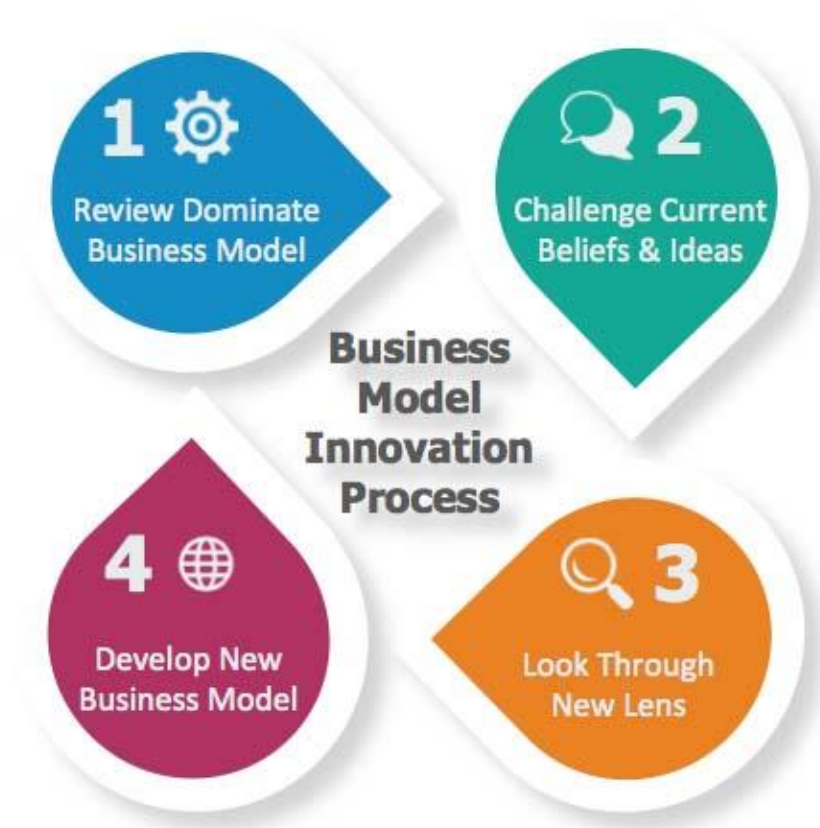 1
Review Dominate
Business Model
2
Challenge Current
Beliefs & Ideas
Business
Model
Innovation
Process
3
Look Through
New Lens
4
Develop New
Business Model